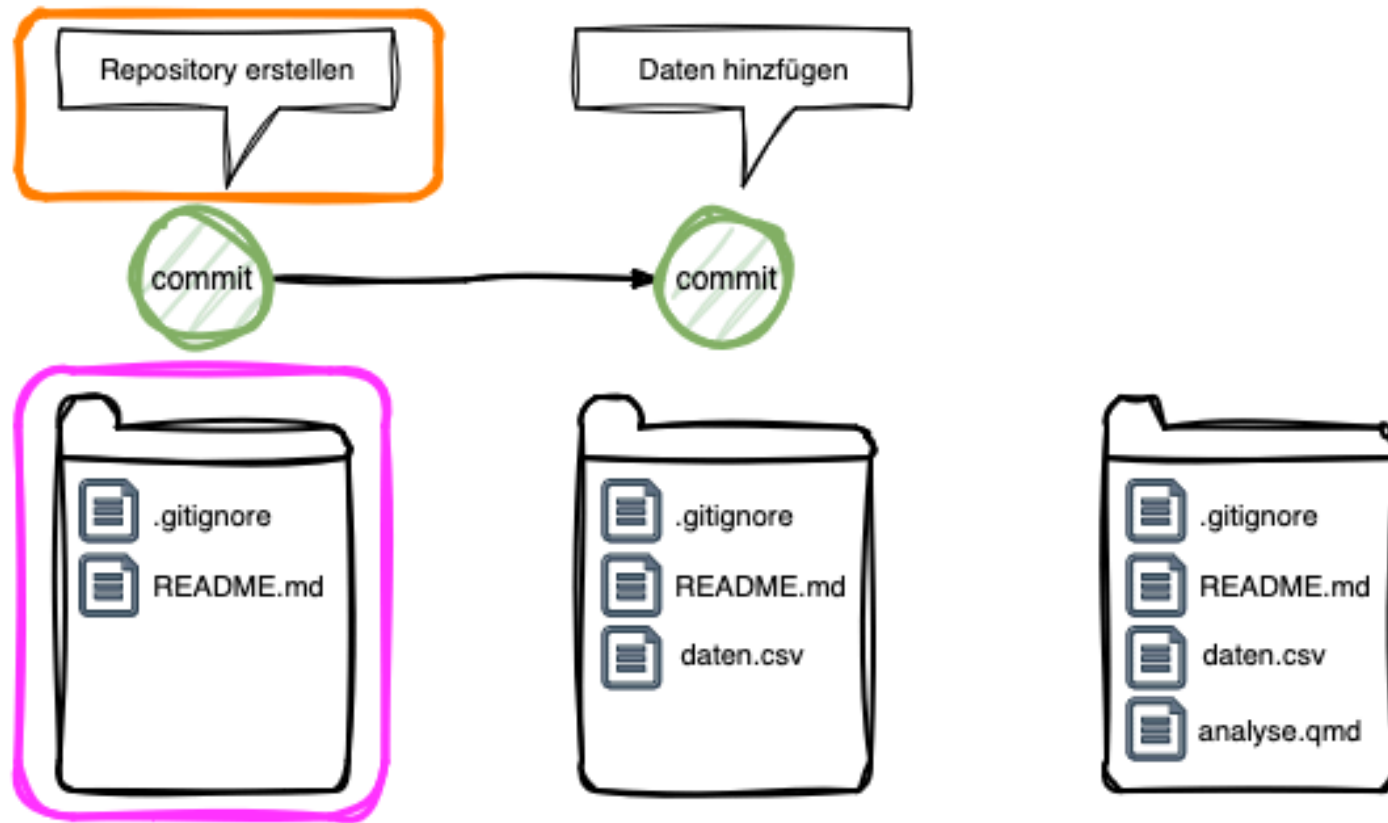 Repository erstellen
Daten hinzfügen
commit
commit
.gitignore
README.md
.gitignore
README.md
daten.csv
.gitignore
README.md
daten.csv
analyse.qmd